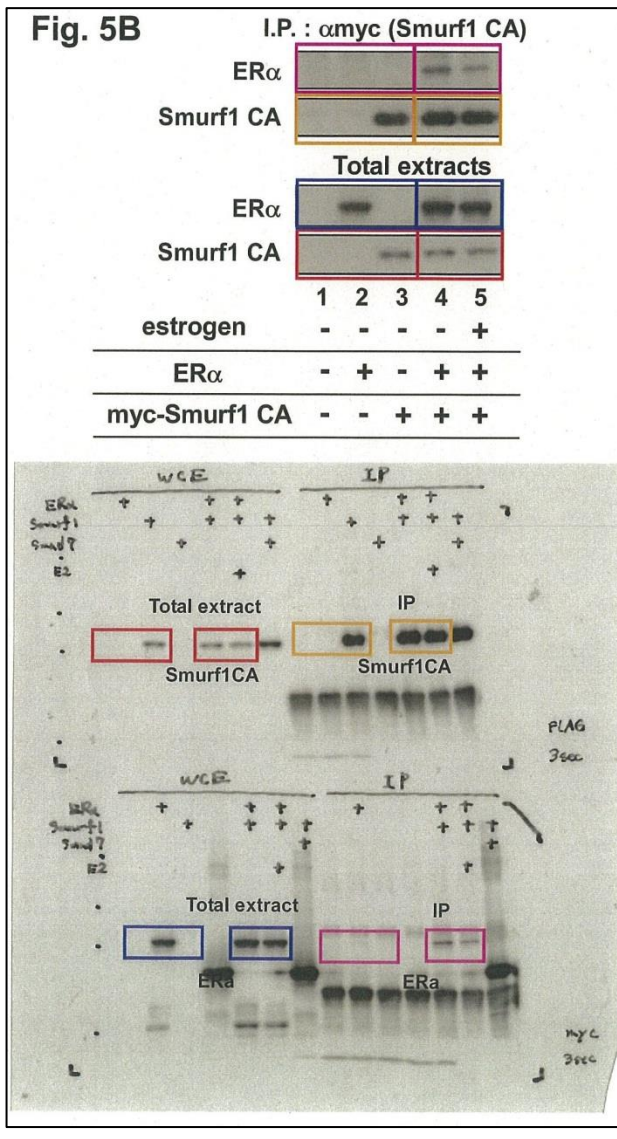 Fig. 5B
I.P. : αmyc (Smurf1 CA)
ERα
Smurf1 CA
Total extracts
ERα
Smurf1 CA
1 2 3 4 5
estrogen - - - - +
ERα - + - + +
myc-Smurf1 CA - - + + +
WCE IP
ERα + + + + + +
Smurf1 + + + + + + + +
Smad7 + + + +
E2 + +
Total extract IP
Smurf1CA Smurf1CA
FLAG
3sec
WCE IP
ERα + + + + + +
Smurf1 + + + + + + + +
Smad7 + +
E2 + +
Total extract IP
ERa ERa
myc
3sec